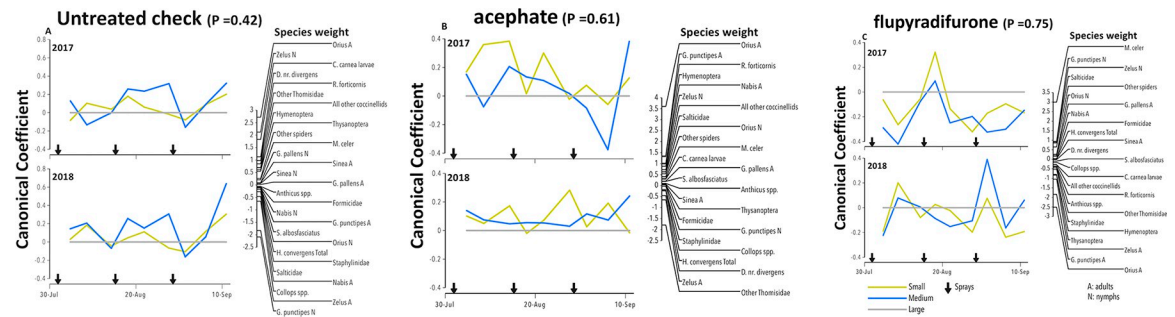 Untreated check (P =0.42)
A
2017
Canonical Coefficient
0.8
0.6
0.4
0.2
0
0.2
0.4
2018
0.8
0.6
0.4
0.2
0
-0.2
-0.4
30-Jul
20-Aug
10-Sep
Species weight
Orius A
Zelus N
C. carnea larvae
D. nr. divergens
R. forticornis
Other Thomisidae
All other coccinellids
Hymenoptera
Thysanoptera
Other spiders
M. celer
G. pallens N
Sinea A
Sinea N
G. pallens A
Anthicus spp.
Formicidae
Nabis N
G. punctipes A
S. albosfasciatus
Orius N
H. convergens Total
Staphylinidae
Salticidae
Nabis A
Collops spp.
Zelus A
G. punctipes N
3
2.5
2
1.5
1
0.5
0
-0.5
-1
-1.5
-2
-2.5
acephate (P =0.61)
B
2017
Canonical Coefficient
0.4
0.2
0
0.2
0.4
2018
0.4
0.2
0
-0.2
-0.4
30-Jul
20-Aug
10-Sep
Species weight
Orius A
G. punctipes A
R. forticornis
Hymenoptera
Nabis A
Zelus N
All other coccinellids
Salticidae
Orius N
Other spiders
M. celer
C. carnea larvae
G. pallens A
S. albosfasciatus
Anthicus spp.
Sinea A
Thysanoptera
Formicidae
G. punctipes N
Staphylinidae
Collops spp.
H. convergens Total
D. nr. divergens
Zelus A
Other Thomisidae
4
3.5
3
2.5
2
1.5
1
0.5
0
-0.5
-1
-1.5
-2
-2.5
flupyradifurone (P =0.75)
C
2017
Canonical Coefficient
0.4
0.2
0
-0.2
-0.4
2018
0.4
0.2
0
-0.2
-0.4
30-Jul
20-Aug
10-Sep
Species weight
M. celer
G. punctipes N
Zelus N
Salticidae
Other spiders
Orius N
G. pallens A
Nabis A
Formicidae
H. convergens Total
Sinea A
D. nr. divergens
S. albosfasciatus
Collops spp.
C. carnea larvae
All other coccinellids
R. forticornis
Anthicus spp.
Other Thomisidae
Staphylinidae
Hymenoptera
Thysanoptera
Zelus A
G. punctipes A
Orius A
3.5
3
2.5
2
1.5
1
0.5
0
-0.5
-1
-1.5
-2
-2.5
-3
Small
Medium
Large
Sprays
A: adults
N: nymphs